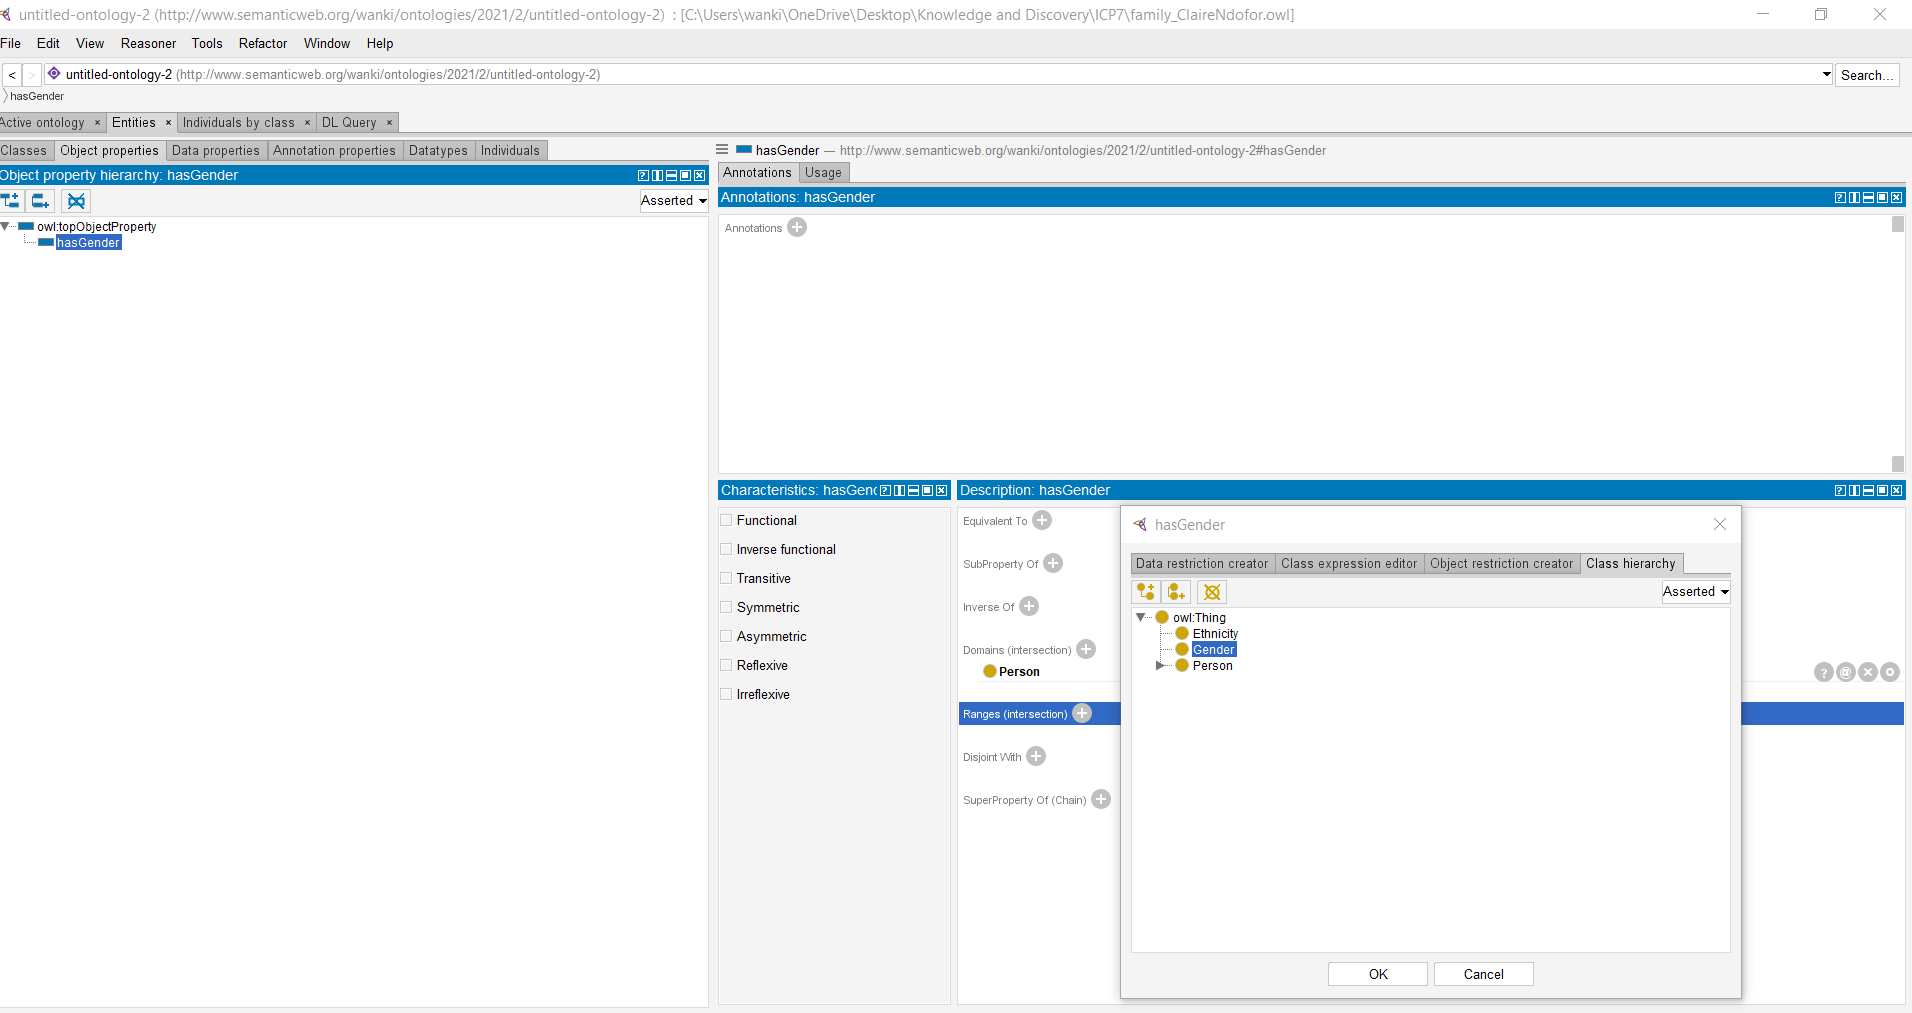 untitled-ontology-2 (http://www.semanticweb.org/wanki/ontologies/2021/2/untitled-ontology-2) : [C:\Users\wanki\OneDrive\Desktop\Knowledge and Discovery\ICP7\family_ClaireNdofor.owl]
File Edit View Reasoner Tools Refactor Window Help
< > untitled-ontology-2 (http://www.semanticweb.org/wanki/ontologies/2021/2/untitled-ontology-2) Search...
hasGender
Active ontology × Entities × Individuals by class × DL Query ×
Classes Object properties Data properties Annotation properties Datatypes Individuals
Object property hierarchy: hasGender
Asserted
owl:topObjectProperty
hasGender
hasGender — http://www.semanticweb.org/wanki/ontologies/2021/2/untitled-ontology-2#hasGender
Annotations Usage
Annotations: hasGender
Annotations
Characteristics: hasGenc
Functional
Inverse functional
Transitive
Symmetric
Asymmetric
Reflexive
Irreflexive
Description: hasGender
Equivalent To
SubProperty Of
Inverse Of
Domains (intersection)
Person
Ranges (intersection)
Disjoint With
SuperProperty Of (Chain)
hasGender
Data restriction creator Class expression editor Object restriction creator Class hierarchy
Asserted
owl:Thing
Ethnicity
Gender
Person
OK Cancel